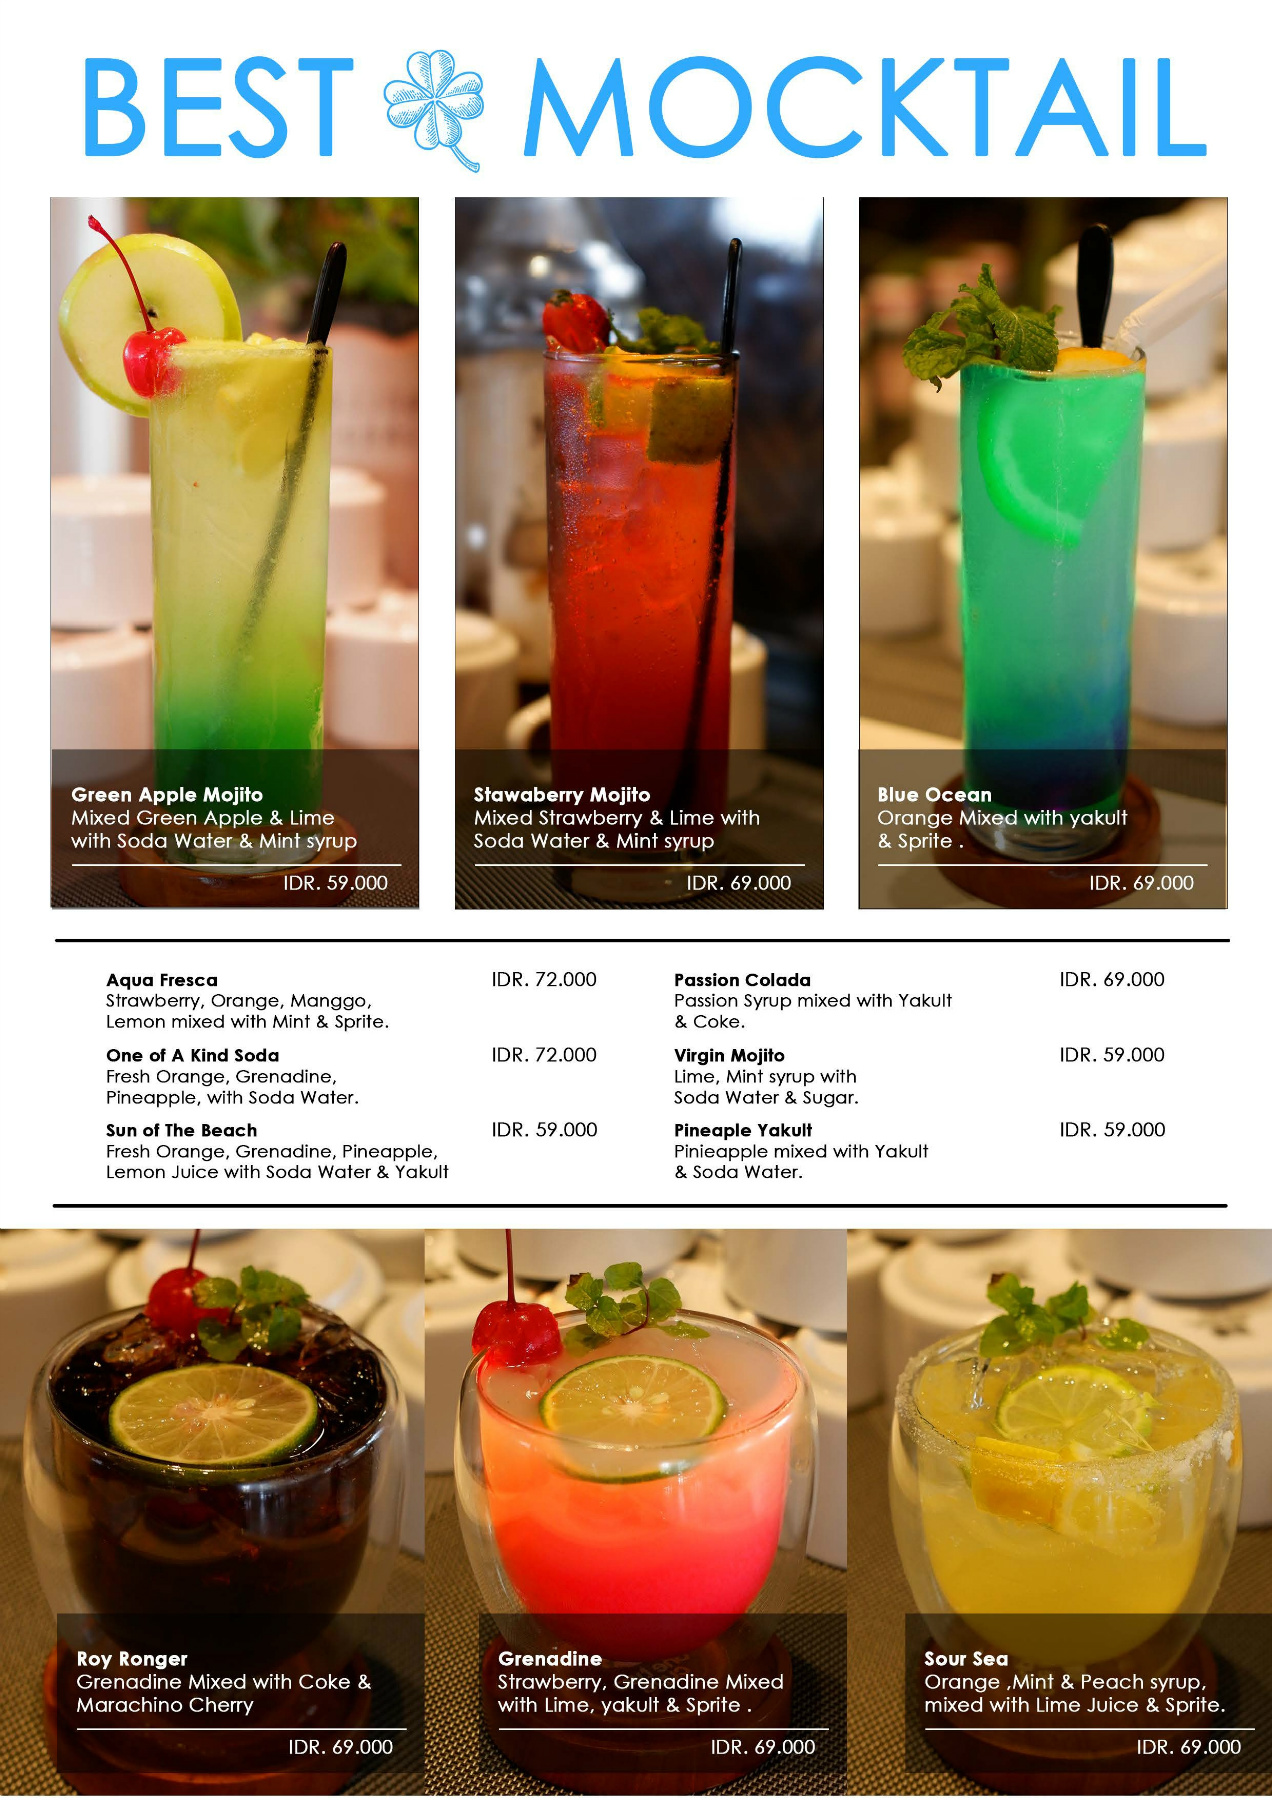 BEST MOCKTAIL
Green Apple Mojito
Mixed Green Apple & Lime
with Soda Water & Mint syrup
IDR. 59.000
Stawaberry Mojito
Mixed Strawberry & Lime with
Soda Water & Mint syrup
IDR. 69.000
Blue Ocean
Orange Mixed with yakult
& Sprite .
IDR. 69.000
Aqua Fresca IDR. 72.000
Strawberry, Orange, Manggo,
Lemon mixed with Mint & Sprite.
One of A Kind Soda IDR. 72.000
Fresh Orange, Grenadine,
Pineapple, with Soda Water.
Sun of The Beach IDR. 59.000
Fresh Orange, Grenadine, Pineapple,
Lemon Juice with Soda Water & Yakult
Passion Colada IDR. 69.000
Passion Syrup mixed with Yakult
& Coke.
Virgin Mojito IDR. 59.000
Lime, Mint syrup with
Soda Water & Sugar.
Pineaple Yakult IDR. 59.000
Pinieapple mixed with Yakult
& Soda Water.
Roy Ronger
Grenadine Mixed with Coke &
Marachino Cherry
IDR. 69.000
Grenadine
Strawberry, Grenadine Mixed
with Lime, yakult & Sprite .
IDR. 69.000
Sour Sea
Orange ,Mint & Peach syrup,
mixed with Lime Juice & Sprite.
IDR. 69.000